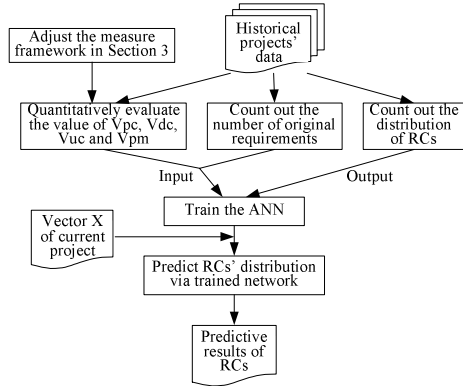 Adjust the measure
framework in Section 3
Historical
projects'
data
Quantitatively evaluate
the value of Vpc, Vdc,
Vuc and Vpm
Count out the
number of original
requirements
Count out the
distribution
of RCs
Input
Output
Train the ANN
Vector X
of current
project
Predict RCs' distribution
via trained network
Predictive
results of
RCs